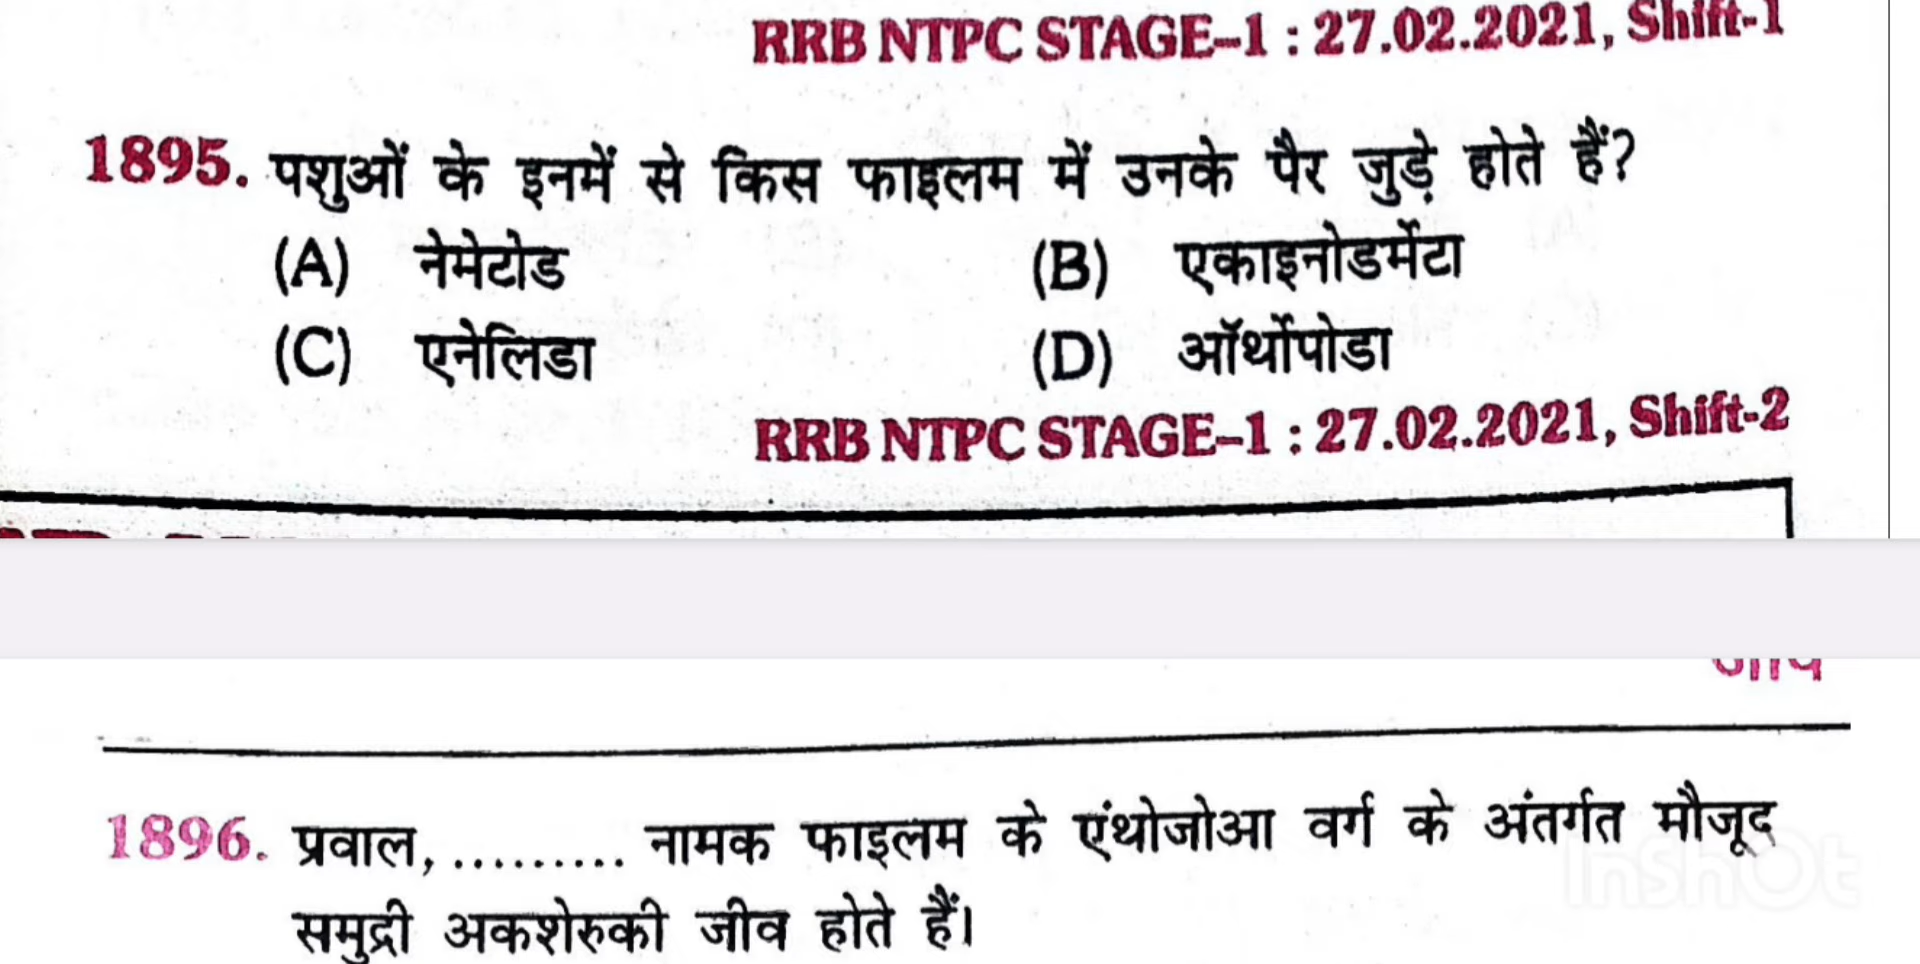 RRB NTPC STAGE–1 : 27.02.2021, Shift-1
1895. पशुओं के इनमें से किस फाइलम में उनके पैर जुड़े होते हैं?
(A) नेमेटोड (B) एकाइनोडर्मेटा
(C) एनेलिडा (D) ऑर्थोपोडा
RRB NTPC STAGE–1 : 27.02.2021, Shift-2
1896. प्रवाल, ......... नामक फाइलम के एंथोजोआ वर्ग के अंतर्गत मौजूद
समुद्री अकशेरुकी जीव होते हैं।
InShOt